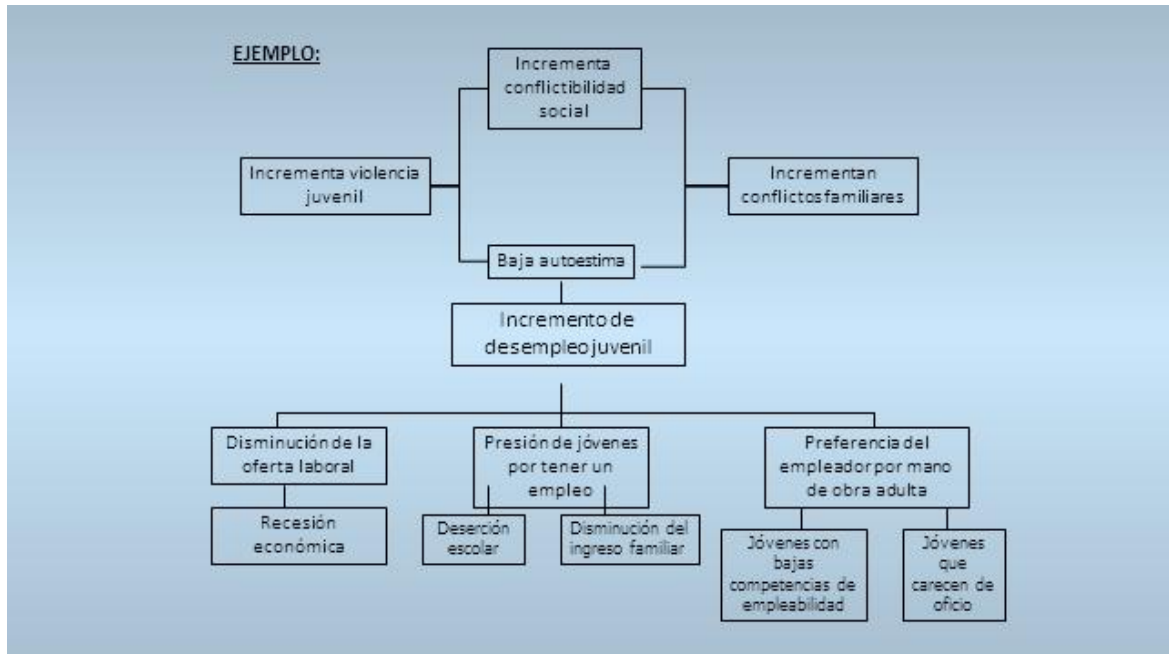 EJEMPLO:
Incrementa
conflictibilidad
social
Incrementa violencia
juvenil
Incrementan
conflictos familiares
Baja autoestima
Incremento de
desempleo juvenil
Disminución de la
oferta laboral
Presión de jóvenes
por tener un
empleo
Preferencia del
empleador por mano
de obra adulta
Recesión
económica
Deserción
escolar
Disminución del
ingreso familiar
Jóvenes con
bajas
competencias de
empleabilidad
Jóvenes
que
carecen de
oficio